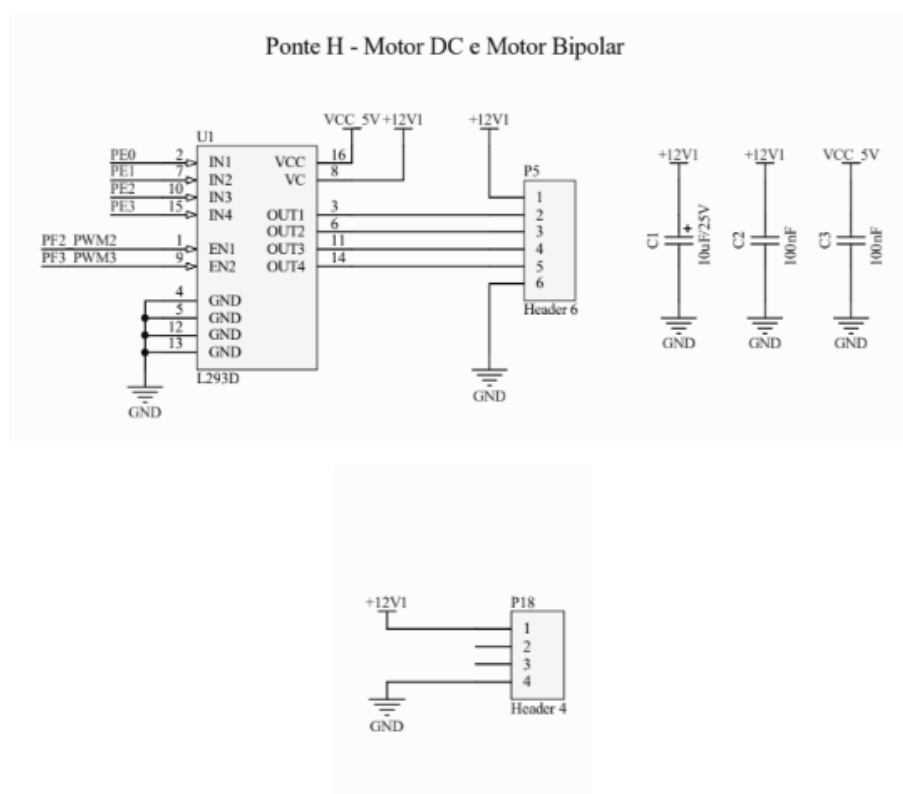 Ponte H - Motor DC e Motor Bipolar
U1
PE0 2 IN1
PE1 7 IN2
PE2 10 IN3
PE3 15 IN4
PF2_PWM2 1 EN1
PF3_PWM3 9 EN2
4 GND
5 GND
12 GND
13 GND
L293D
GND
VCC_5V +12V1
VCC 16
VC 8
OUT1 3
OUT2 6
OUT3 11
OUT4 14
+12V1
P5
1
2
3
4
5
6
Header 6
GND
+12V1
C1
+
10uF/25V
GND
+12V1
C2
100nF
GND
VCC_5V
C3
100nF
GND
+12V1
P18
1
2
3
4
Header 4
GND